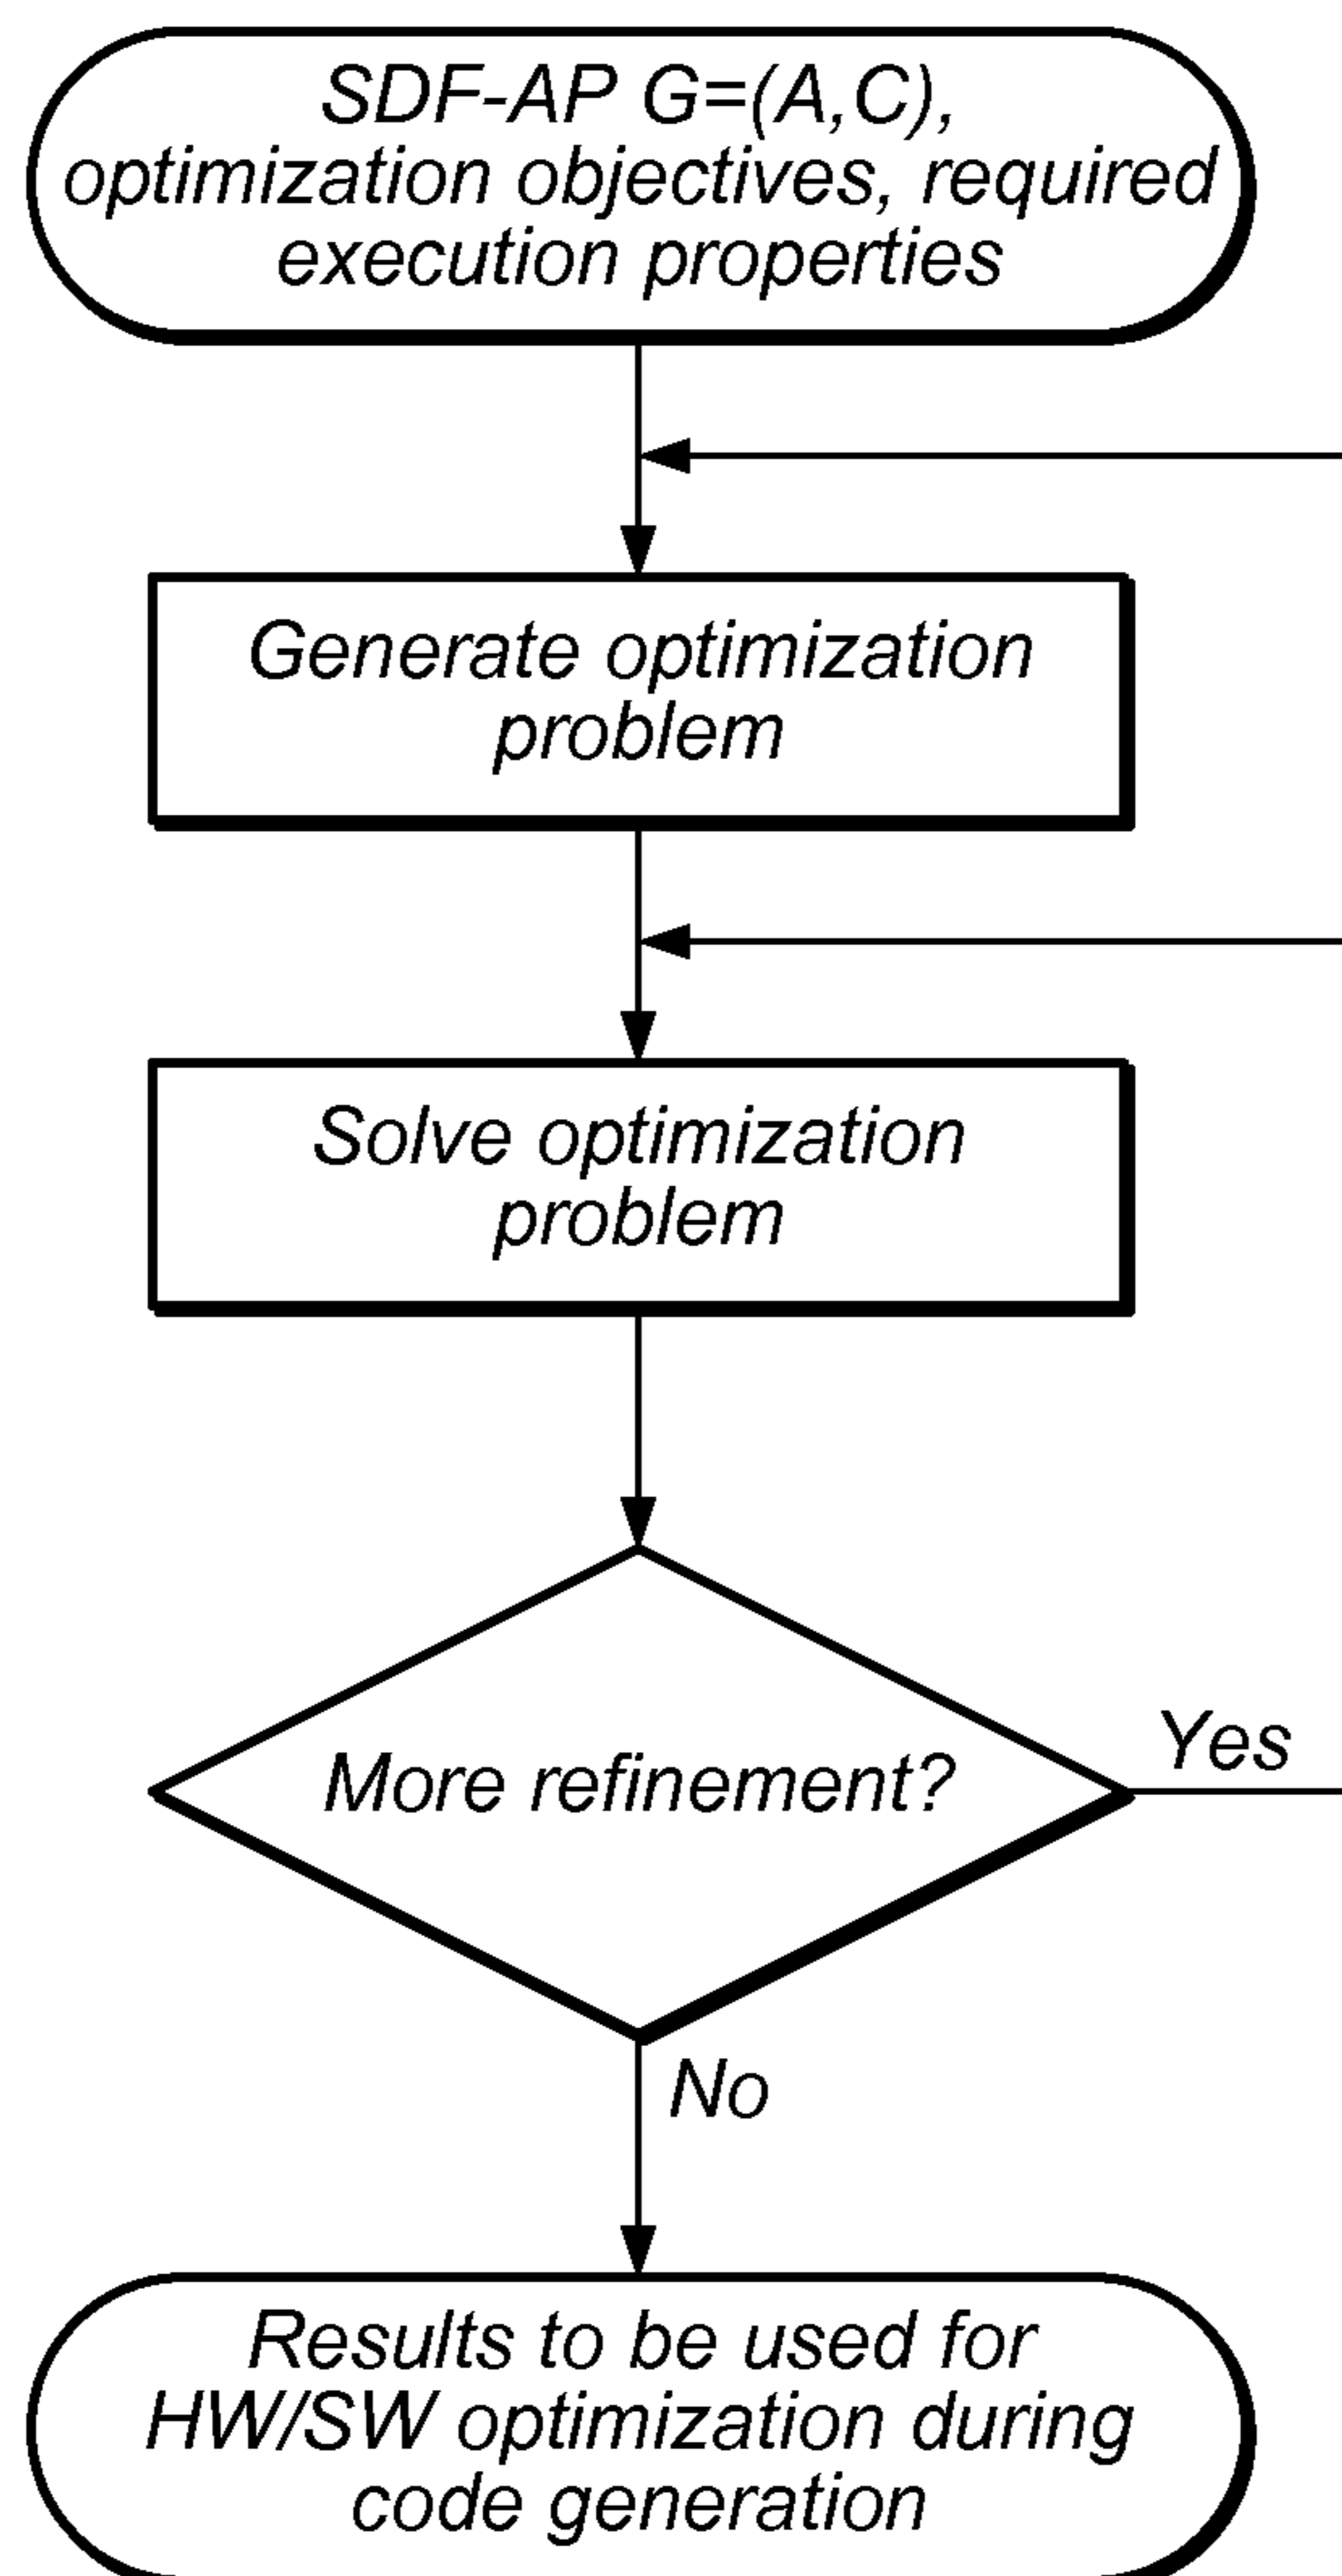 SDF-AP G=(A,C),
optimization objectives, required
execution properties
Generate optimization
problem
Solve optimization
problem
More refinement?
Yes
No
Results to be used for
HW/SW optimization during
code generation